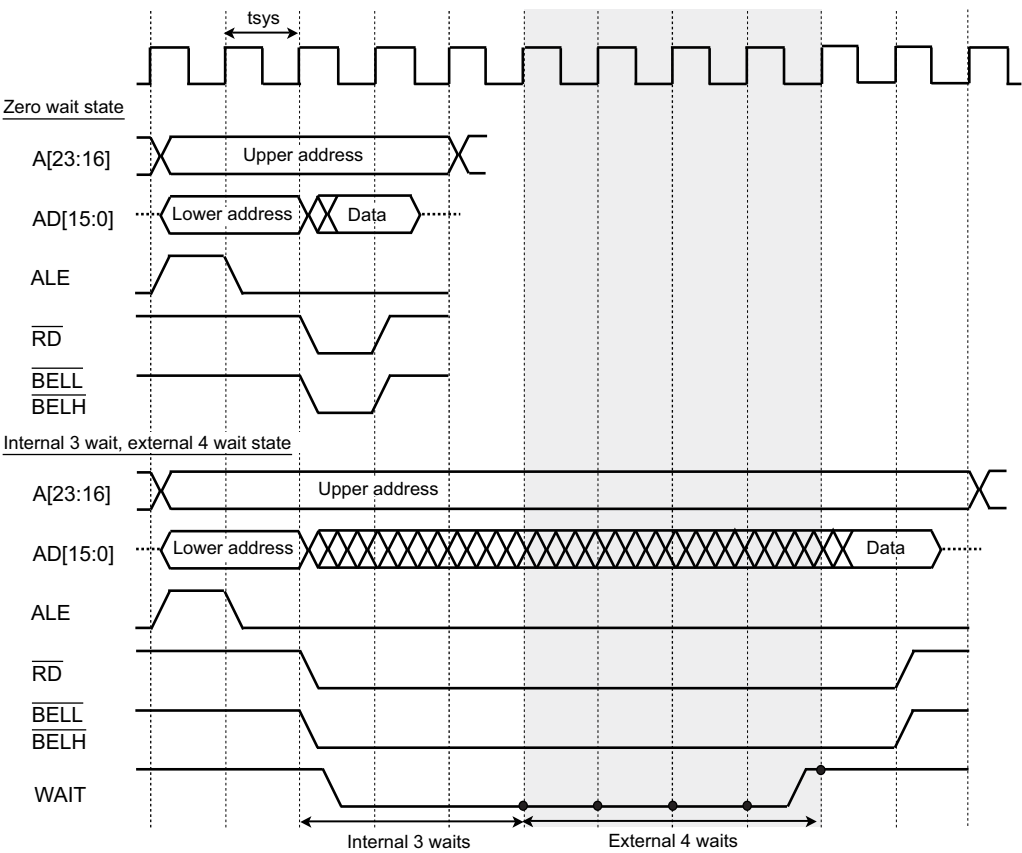 tsys
Zero wait state
A[23:16]
Upper address
AD[15:0]
Lower address
Data
ALE
RD
BELL
BELH
Internal 3 wait, external 4 wait state
A[23:16]
Upper address
AD[15:0]
Lower address
Data
ALE
RD
BELL
BELH
WAIT
Internal 3 waits
External 4 waits